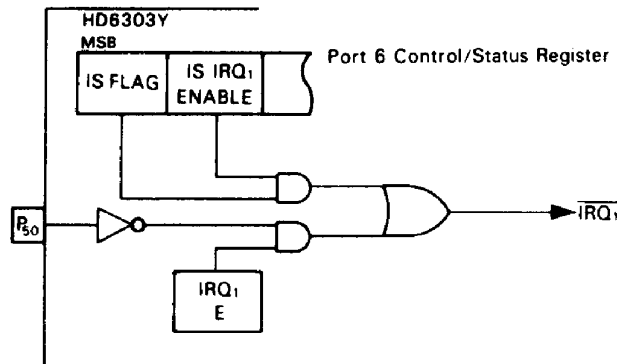 HD6303Y
MSB
Port 6 Control/Status Register
IS FLAG
IS IRQ₁
ENABLE
P₅₀
IRQ₁
IRQ₁
E